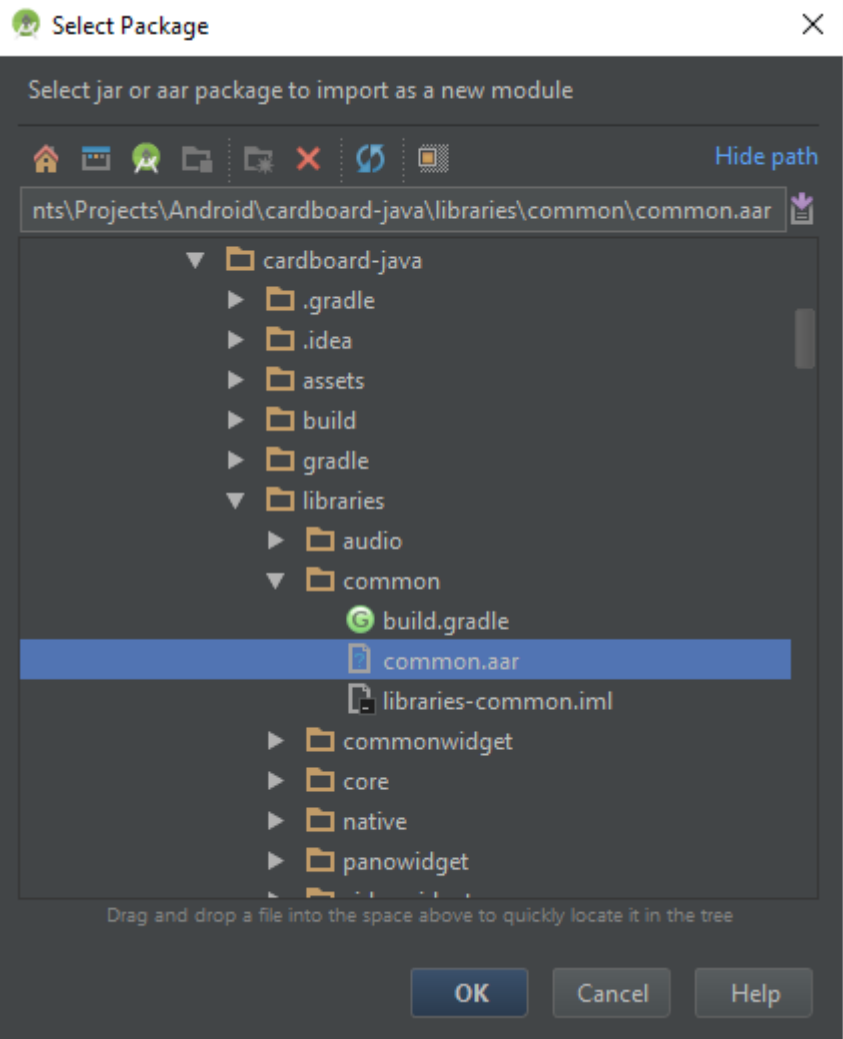 Select Package
Select jar or aar package to import as a new module
Hide path
nts\Projects\Android\cardboard-java\libraries\common\common.aar
cardboard-java
.gradle
.idea
assets
build
gradle
libraries
audio
common
build.gradle
common.aar
libraries-common.iml
commonwidget
core
native
panowidget
Drag and drop a file into the space above to quickly locate it in the tree
OK
Cancel
Help